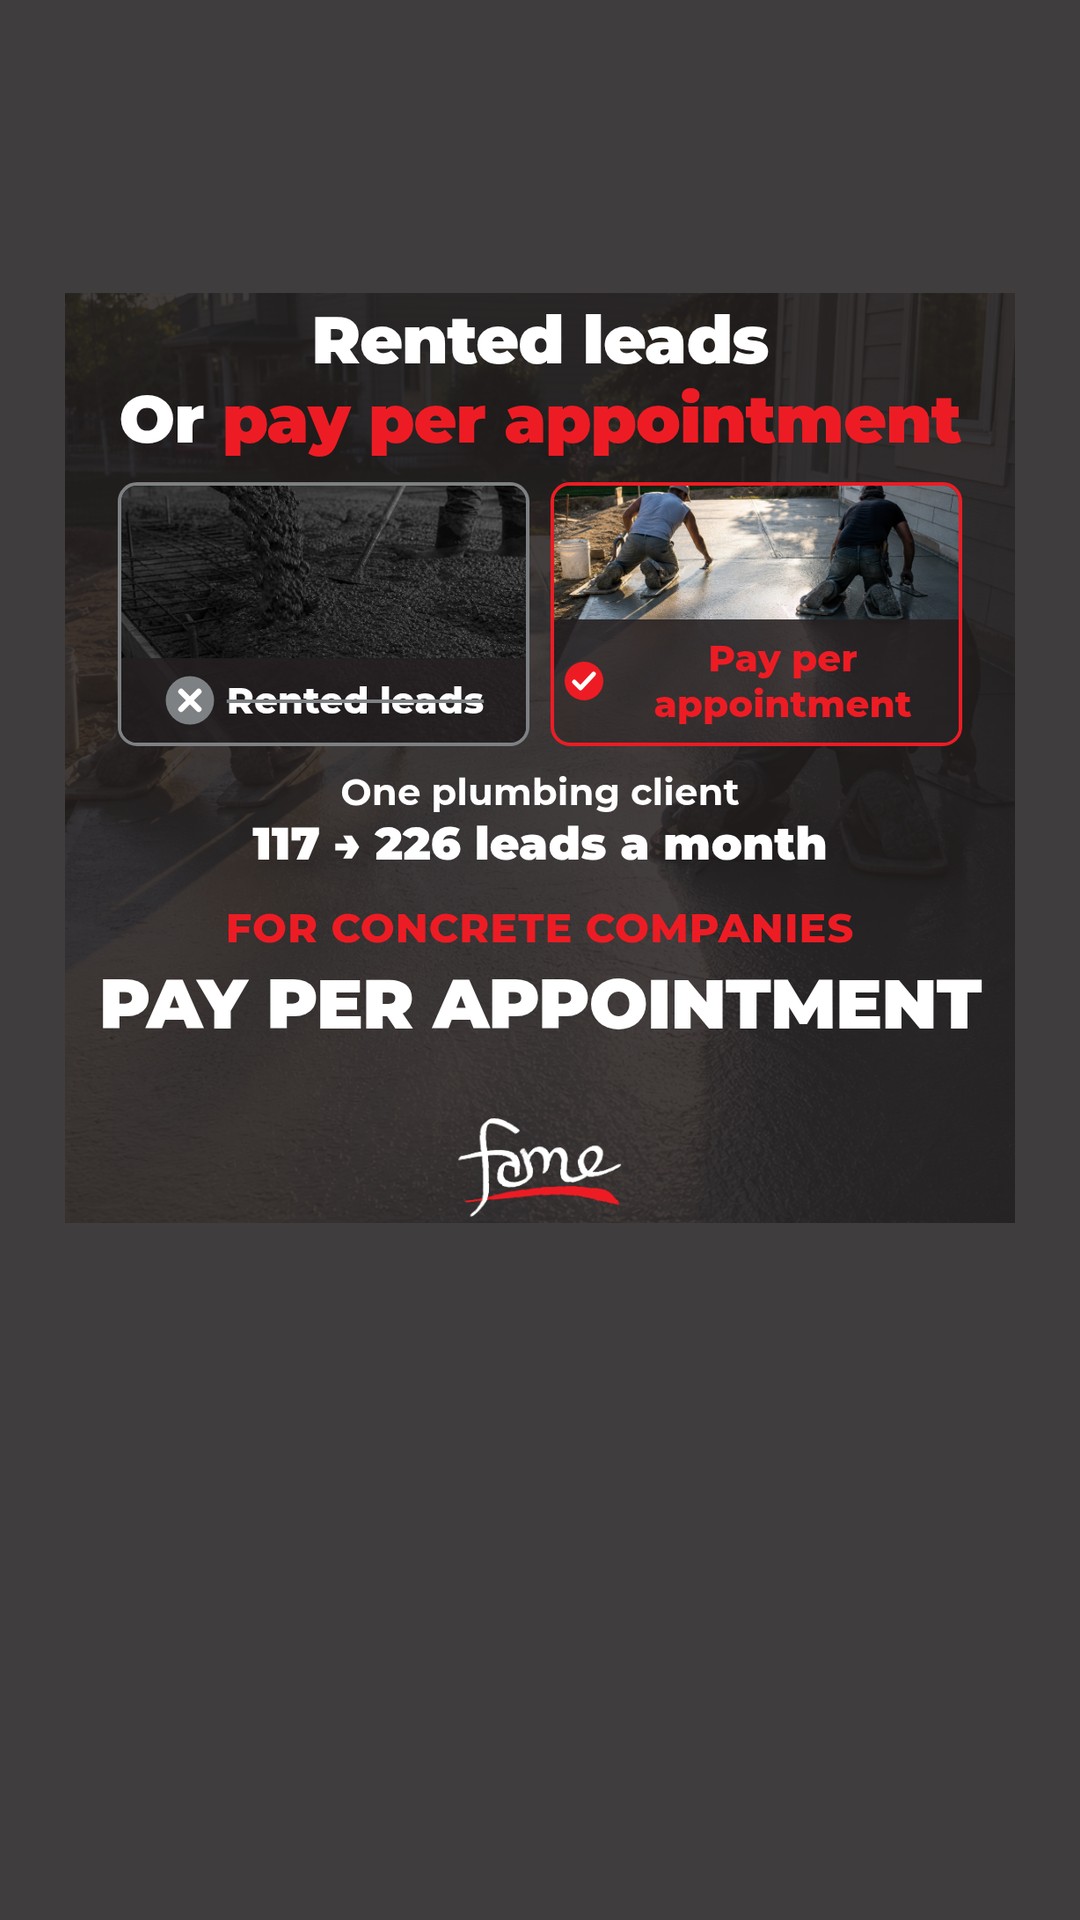 Rented leads
Or pay per appointment
Rented leads
Pay per
appointment
One plumbing client
117 → 226 leads a month
FOR CONCRETE COMPANIES
PAY PER APPOINTMENT
fame